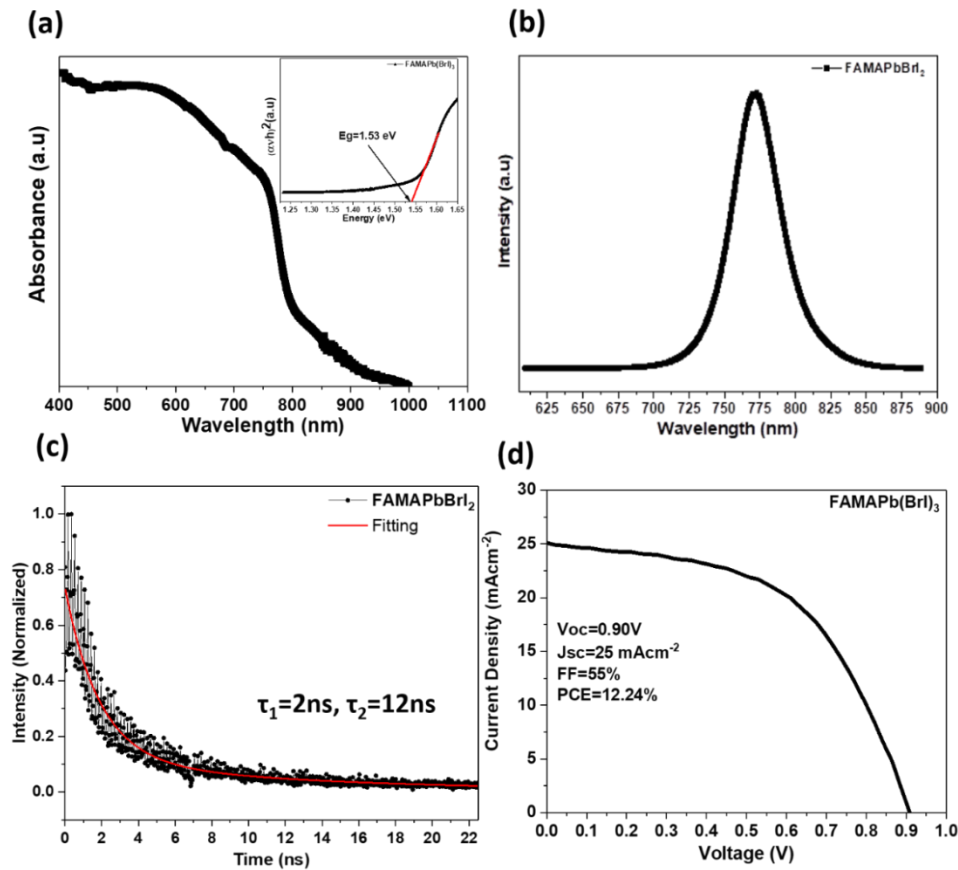 (a)
Absorbance (a.u)
400 500 600 700 800 900 1000 1100
Wavelength (nm)
FAMAPb(BrI)₃
(ανh)²(a.u)
Eg=1.53 eV
1.25 1.30 1.35 1.40 1.45 1.50 1.55 1.60 1.65
Energy (eV)
(b)
FAMAPbBrI₂
Intensity (a.u)
625 650 675 700 725 750 775 800 825 850 875 900
Wavelength (nm)
(c)
FAMAPbBrI₂
Fitting
Intensity (Normalized)
1.0
0.8
0.6
0.4
0.2
0.0
τ₁=2ns, τ₂=12ns
0 2 4 6 8 10 12 14 16 18 20 22
Time (ns)
(d)
FAMAPb(BrI)₃
Current Density (mAcm⁻²)
30
25
20
15
10
5
0
Voc=0.90V
Jsc=25 mAcm⁻²
FF=55%
PCE=12.24%
0.0 0.1 0.2 0.3 0.4 0.5 0.6 0.7 0.8 0.9 1.0
Voltage (V)